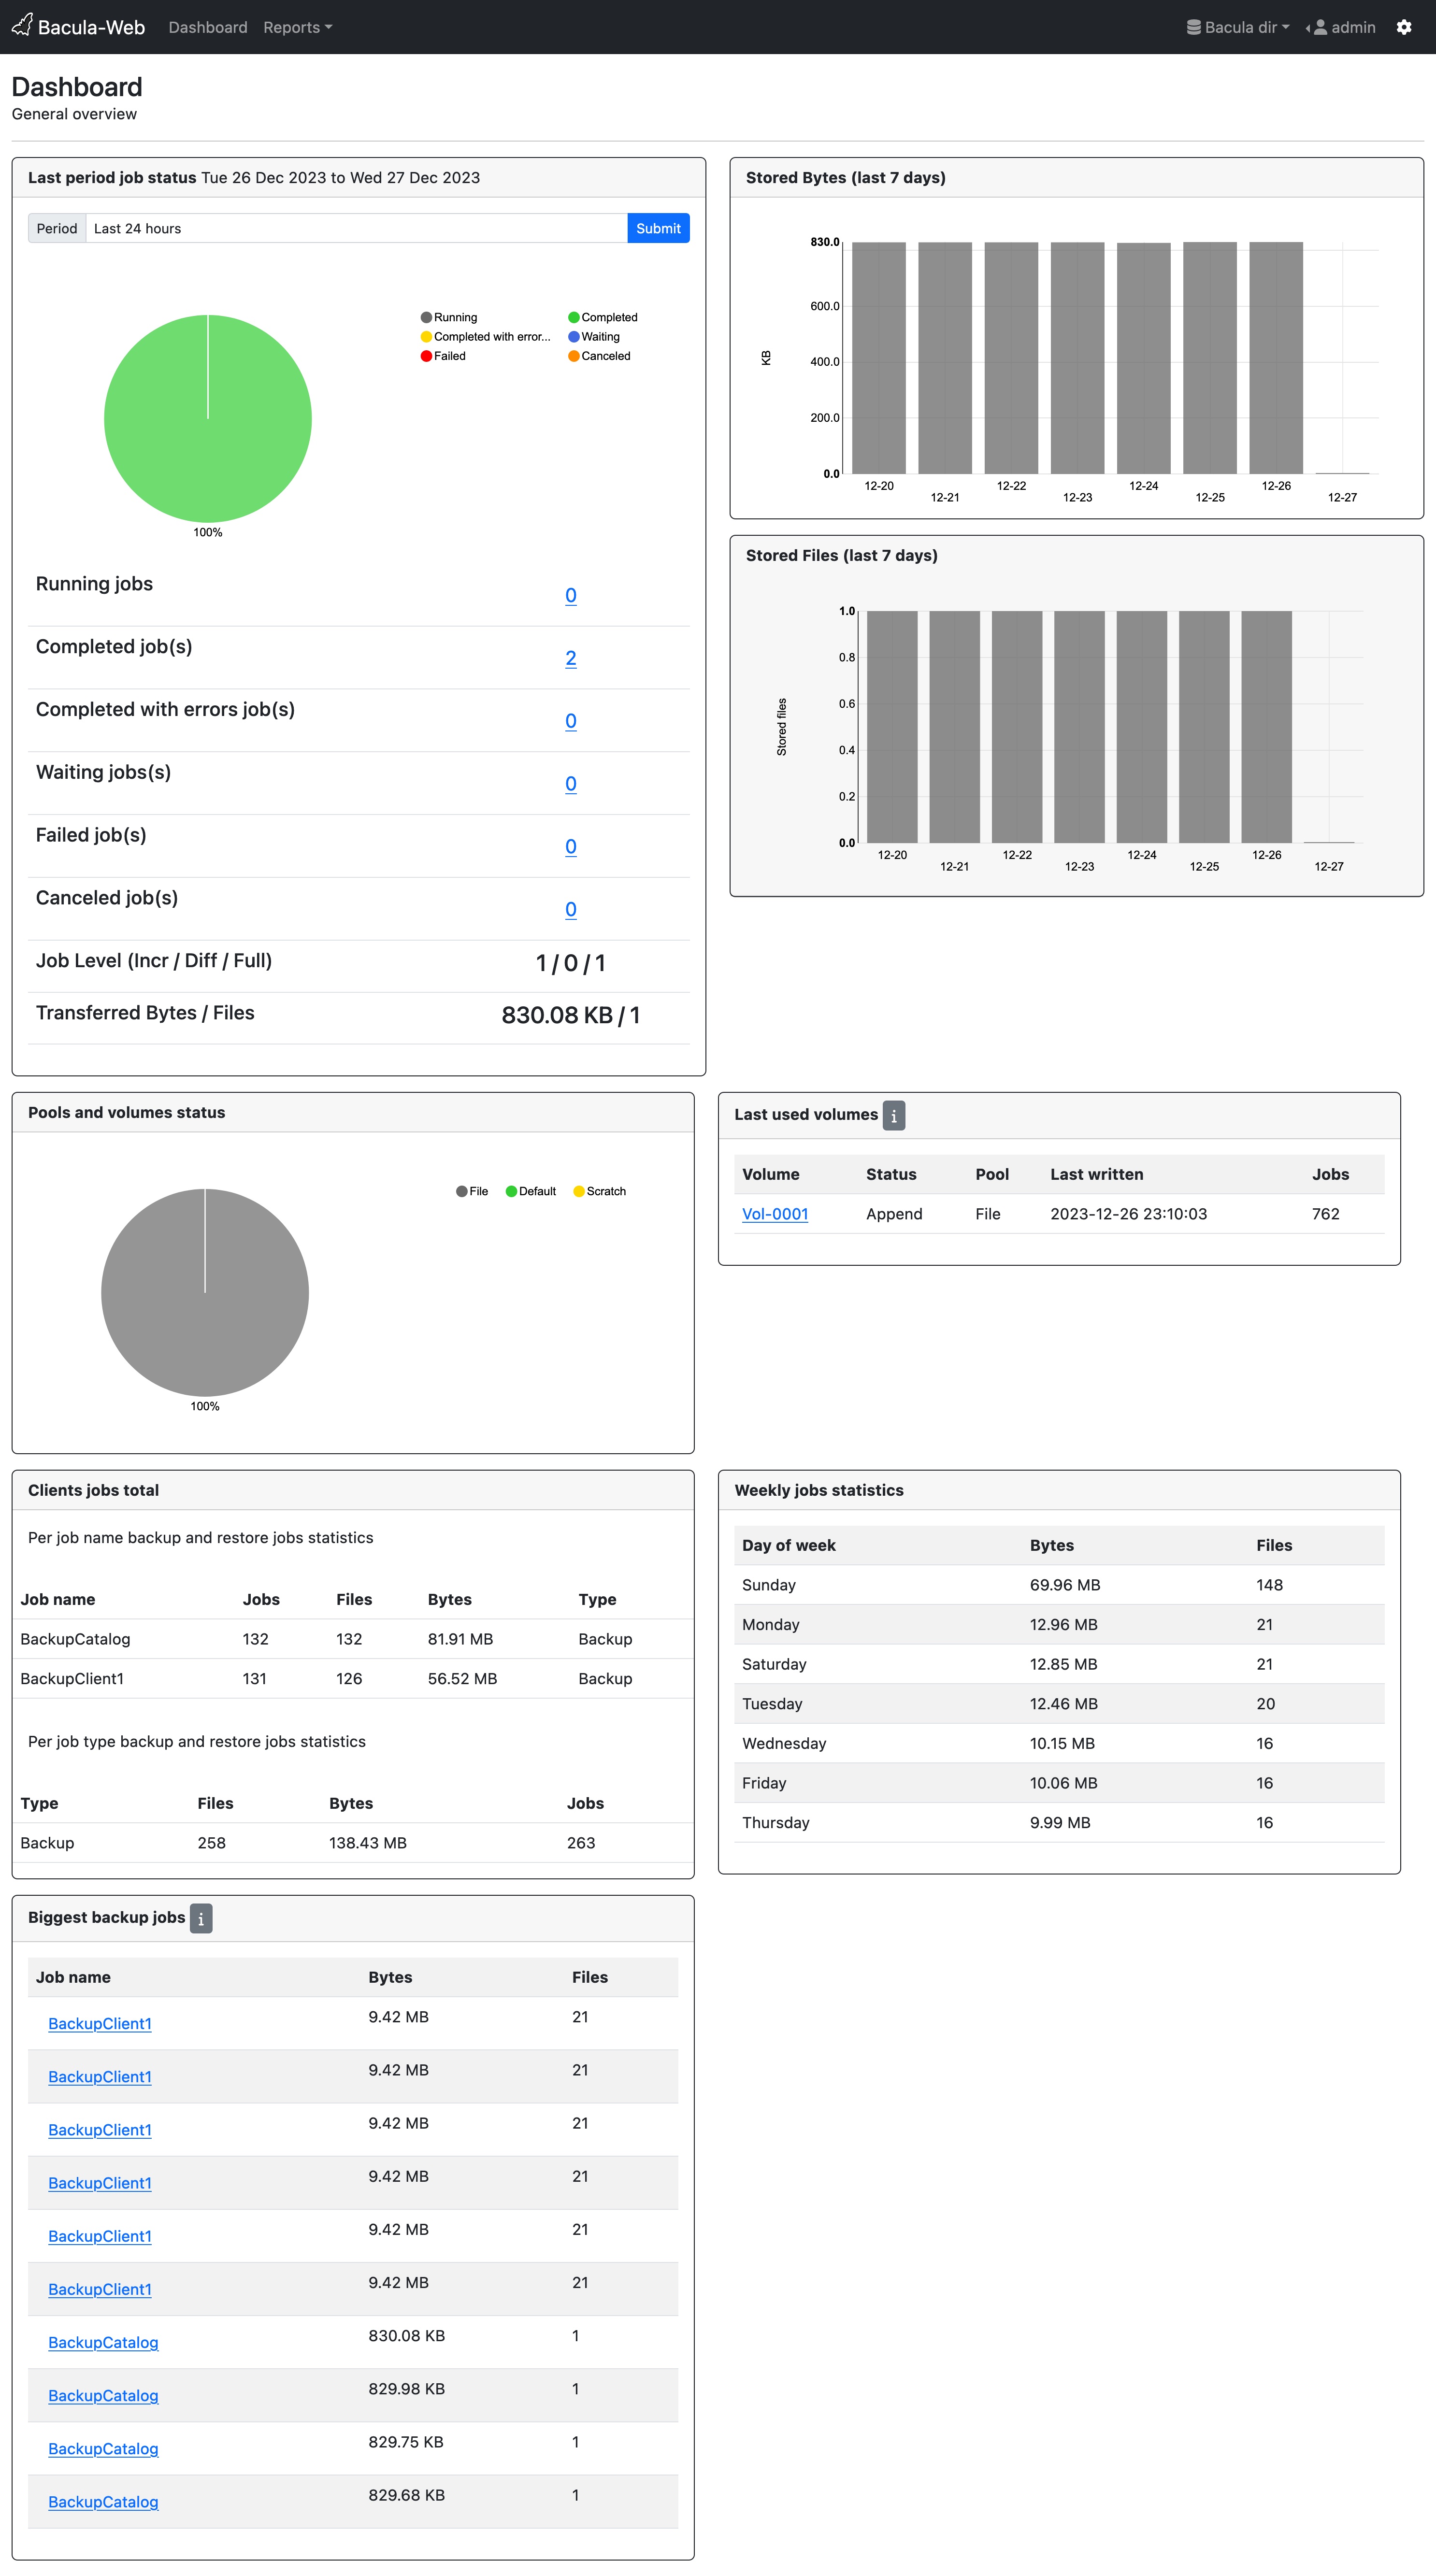 Bacula-Web Dashboard Reports Bacula dir admin
Dashboard
General overview
Last period job status Tue 26 Dec 2023 to Wed 27 Dec 2023
Period Last 24 hours Submit
Running Completed
Completed with error... Waiting
Failed Canceled
100%
Running jobs 0
Completed job(s) 2
Completed with errors job(s) 0
Waiting jobs(s) 0
Failed job(s) 0
Canceled job(s) 0
Job Level (Incr / Diff / Full) 1 / 0 / 1
Transferred Bytes / Files 830.08 KB / 1
Stored Bytes (last 7 days)
830.0
600.0
400.0
200.0
0.0
KB
12-20 12-21 12-22 12-23 12-24 12-25 12-26 12-27
Stored Files (last 7 days)
1.0
0.8
0.6
0.4
0.2
0.0
Stored files
12-20 12-21 12-22 12-23 12-24 12-25 12-26 12-27
Pools and volumes status
File Default Scratch
100%
Last used volumes i
Volume Status Pool Last written Jobs
Vol-0001 Append File 2023-12-26 23:10:03 762
Clients jobs total
Per job name backup and restore jobs statistics
Job name Jobs Files Bytes Type
BackupCatalog 132 132 81.91 MB Backup
BackupClient1 131 126 56.52 MB Backup
Per job type backup and restore jobs statistics
Type Files Bytes Jobs
Backup 258 138.43 MB 263
Weekly jobs statistics
Day of week Bytes Files
Sunday 69.96 MB 148
Monday 12.96 MB 21
Saturday 12.85 MB 21
Tuesday 12.46 MB 20
Wednesday 10.15 MB 16
Friday 10.06 MB 16
Thursday 9.99 MB 16
Biggest backup jobs i
Job name Bytes Files
BackupClient1 9.42 MB 21
BackupClient1 9.42 MB 21
BackupClient1 9.42 MB 21
BackupClient1 9.42 MB 21
BackupClient1 9.42 MB 21
BackupClient1 9.42 MB 21
BackupCatalog 830.08 KB 1
BackupCatalog 829.98 KB 1
BackupCatalog 829.75 KB 1
BackupCatalog 829.68 KB 1